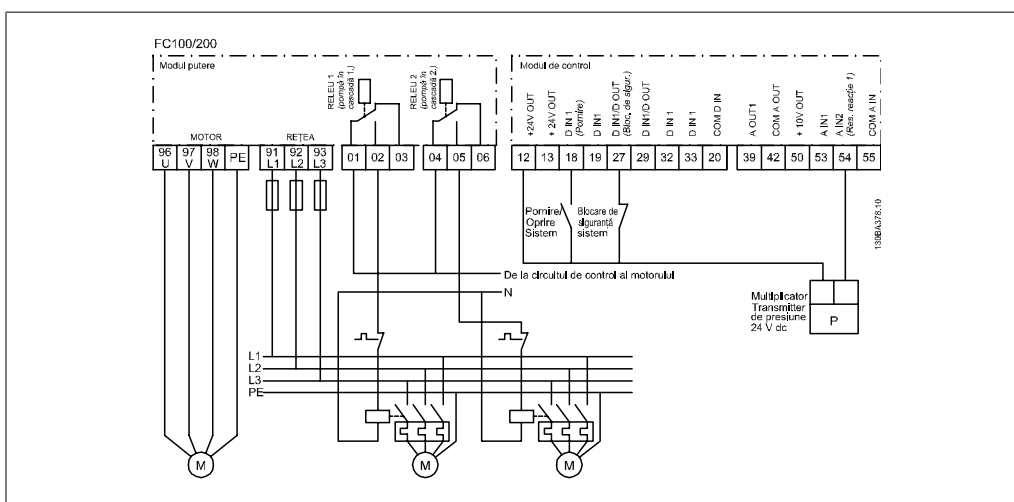 FC100/200
Modul putere
RELEU 1
(pompă în
cascadă 1.)
RELEU 2
(pompă în
cascadă 2.)
MOTOR
REȚEA
96 97 98 PE
U V W
91 92 93
L1 L2 L3
01 02 03
04 05 06
Modul de control
+24V OUT
+ 24V OUT
D IN 1
(Pornire)
D IN1
D IN1/D OUT
(Bloc. de sigur.)
D IN1/D OUT
D IN 1
D IN 1
COM D IN
A OUT1
COM A OUT
+ 10V OUT
A IN1
A IN2
(Res. reacție 1)
COM A IN
12 13 18 19 27 29 32 33 20
39 42 50 53 54 55
130BA378.10
Pornire/
Oprire
Sistem
Blocare de
siguranță
sistem
De la circuitul de control al motorului
N
Multiplicator
Transmitter
de presiune
24 V dc
P
L1
L2
L3
PE
M
M
M